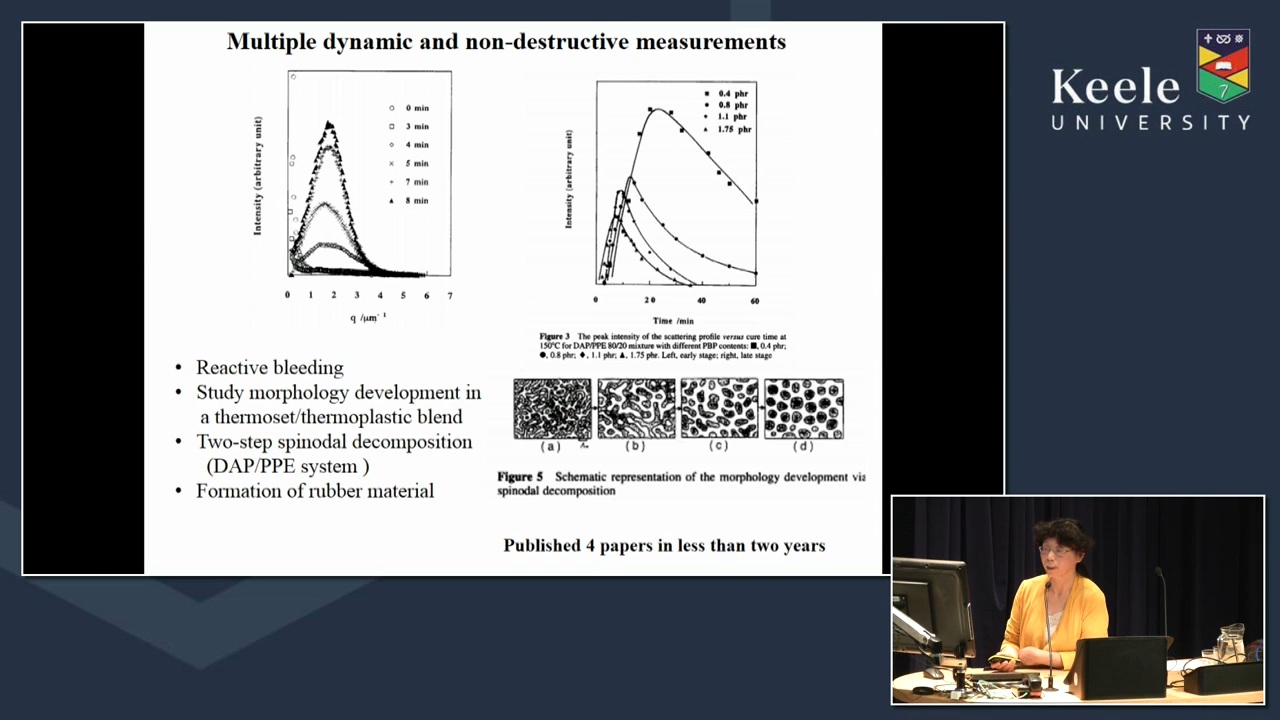 Multiple dynamic and non-destructive measurements
Intensity (arbitrary unit)
0 min
3 min
4 min
5 min
7 min
8 min
0 1 2 3 4 5 6 7
q /μm⁻¹
Intensity (arbitrary unit)
0.4 phr
0.8 phr
1.1 phr
1.75 phr
0 20 40 60
Time /min
Figure 3 The peak intensity of the scattering profile versus cure time at
150°C for DAP/PPE 80/20 mixture with different PBP contents: ■, 0.4 phr;
●, 0.8 phr; ◆, 1.1 phr; ▲, 1.75 phr. Left, early stage; right, late stage
• Reactive bleeding
• Study morphology development in
a thermoset/thermoplastic blend
• Two-step spinodal decomposition
(DAP/PPE system )
• Formation of rubber material
(a) (b) (c) (d)
Figure 5 Schematic representation of the morphology development via
spinodal decomposition
Published 4 papers in less than two years
Keele
UNIVERSITY